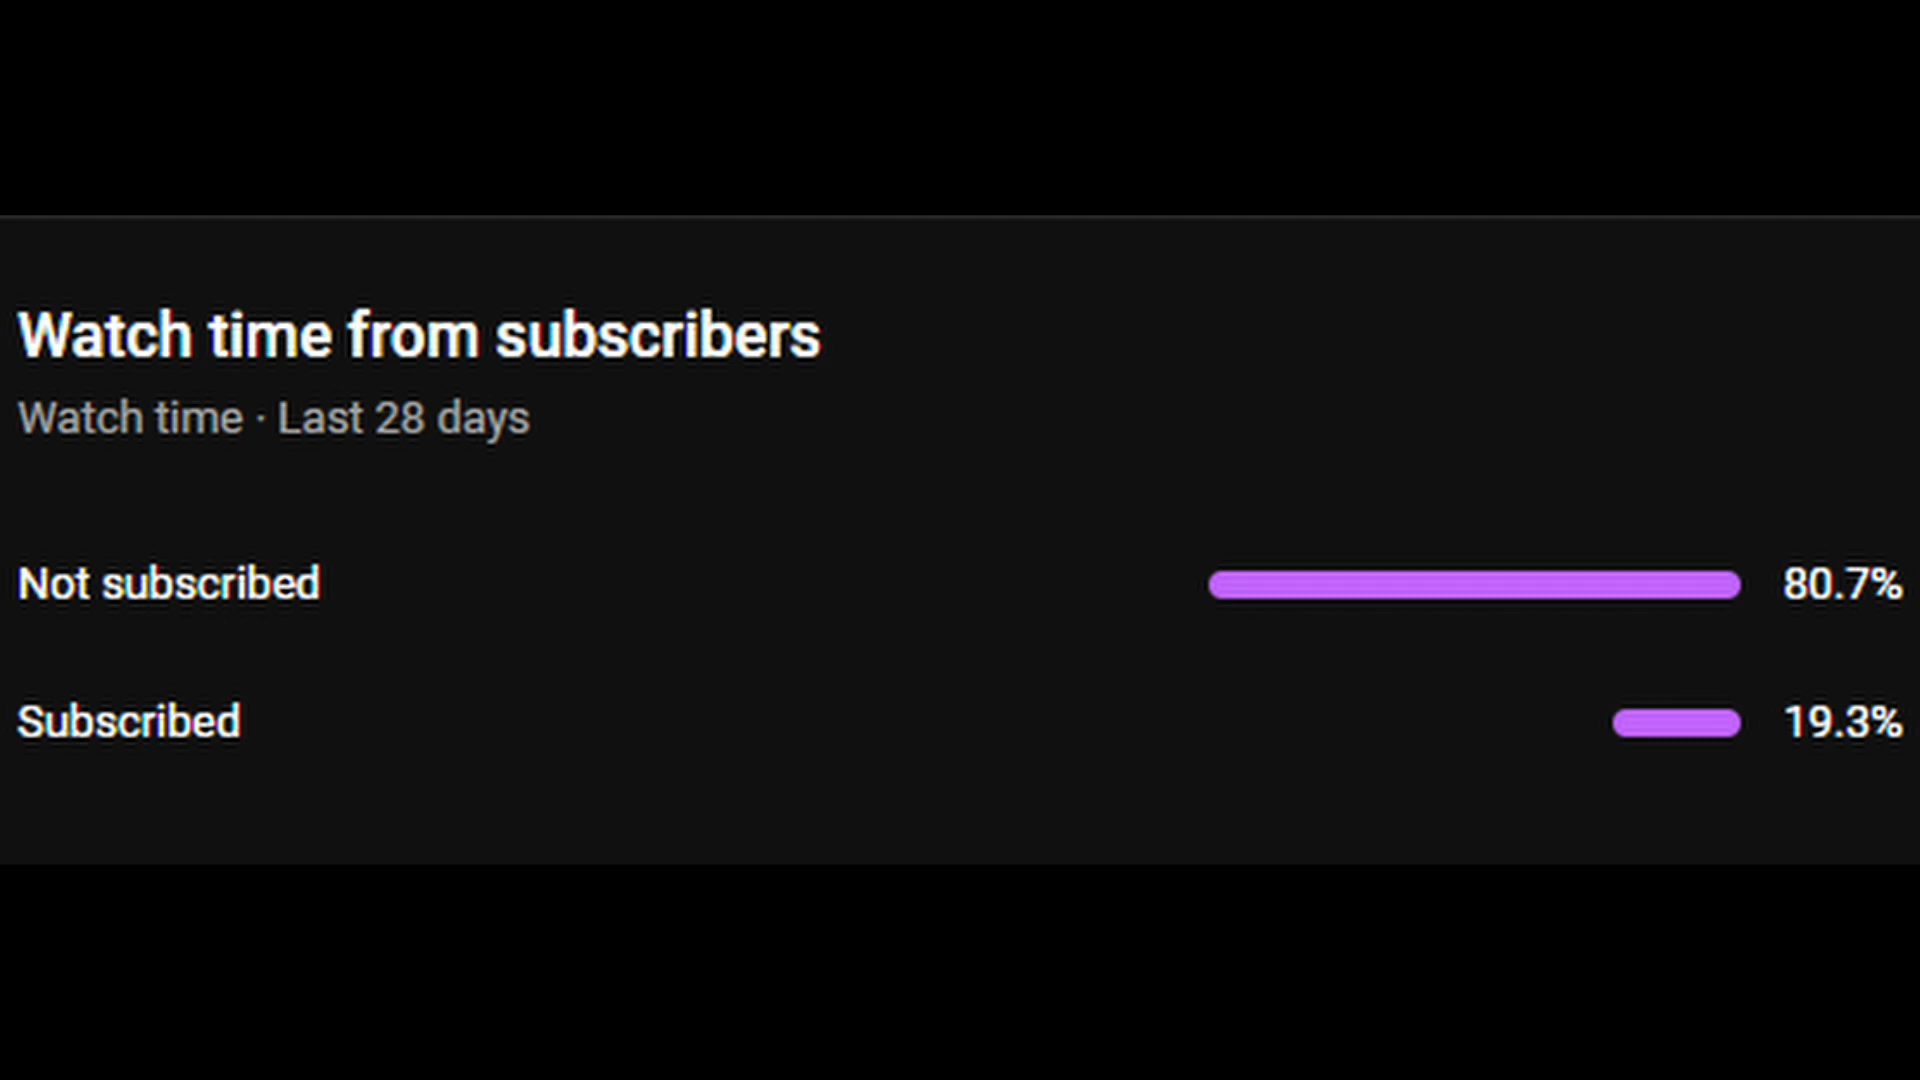 Watch time from subscribers
Watch time · Last 28 days
Not subscribed 80.7%
Subscribed 19.3%